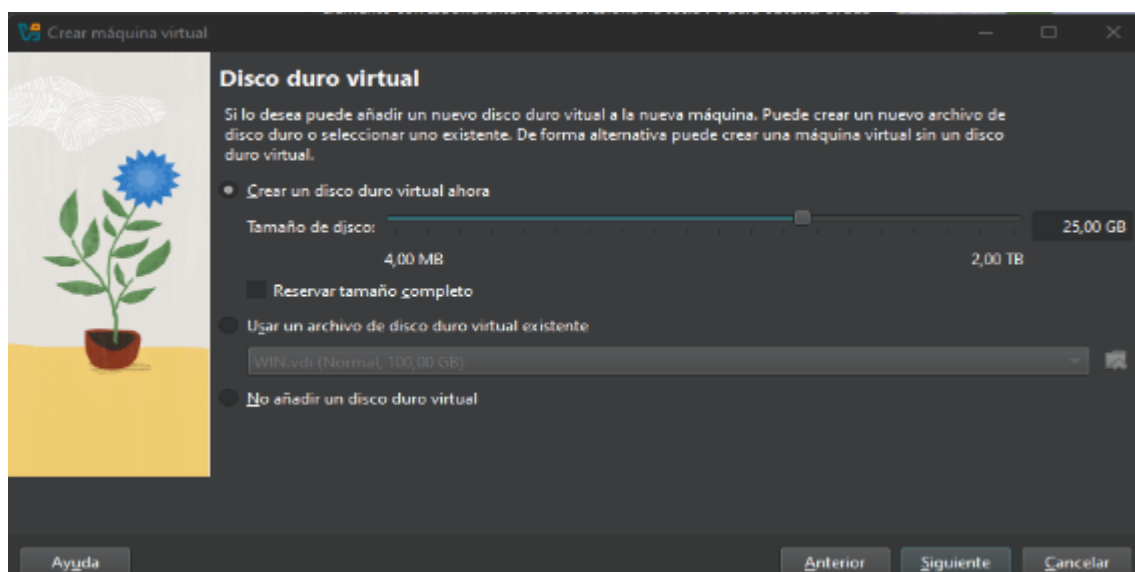 Crear máquina virtual
Disco duro virtual
Si lo desea puede añadir un nuevo disco duro vitual a la nueva máquina. Puede crear un nuevo archivo de
disco duro o seleccionar uno existente. De forma alternativa puede crear una máquina virtual sin un disco
duro virtual.
Crear un disco duro virtual ahora
Tamaño de disco:
25,00 GB
4,00 MB
2,00 TB
Reservar tamaño completo
Usar un archivo de disco duro virtual existente
WIN.vdi (Normal, 100,00 GB)
No añadir un disco duro virtual
Ayuda
Anterior
Siguiente
Cancelar